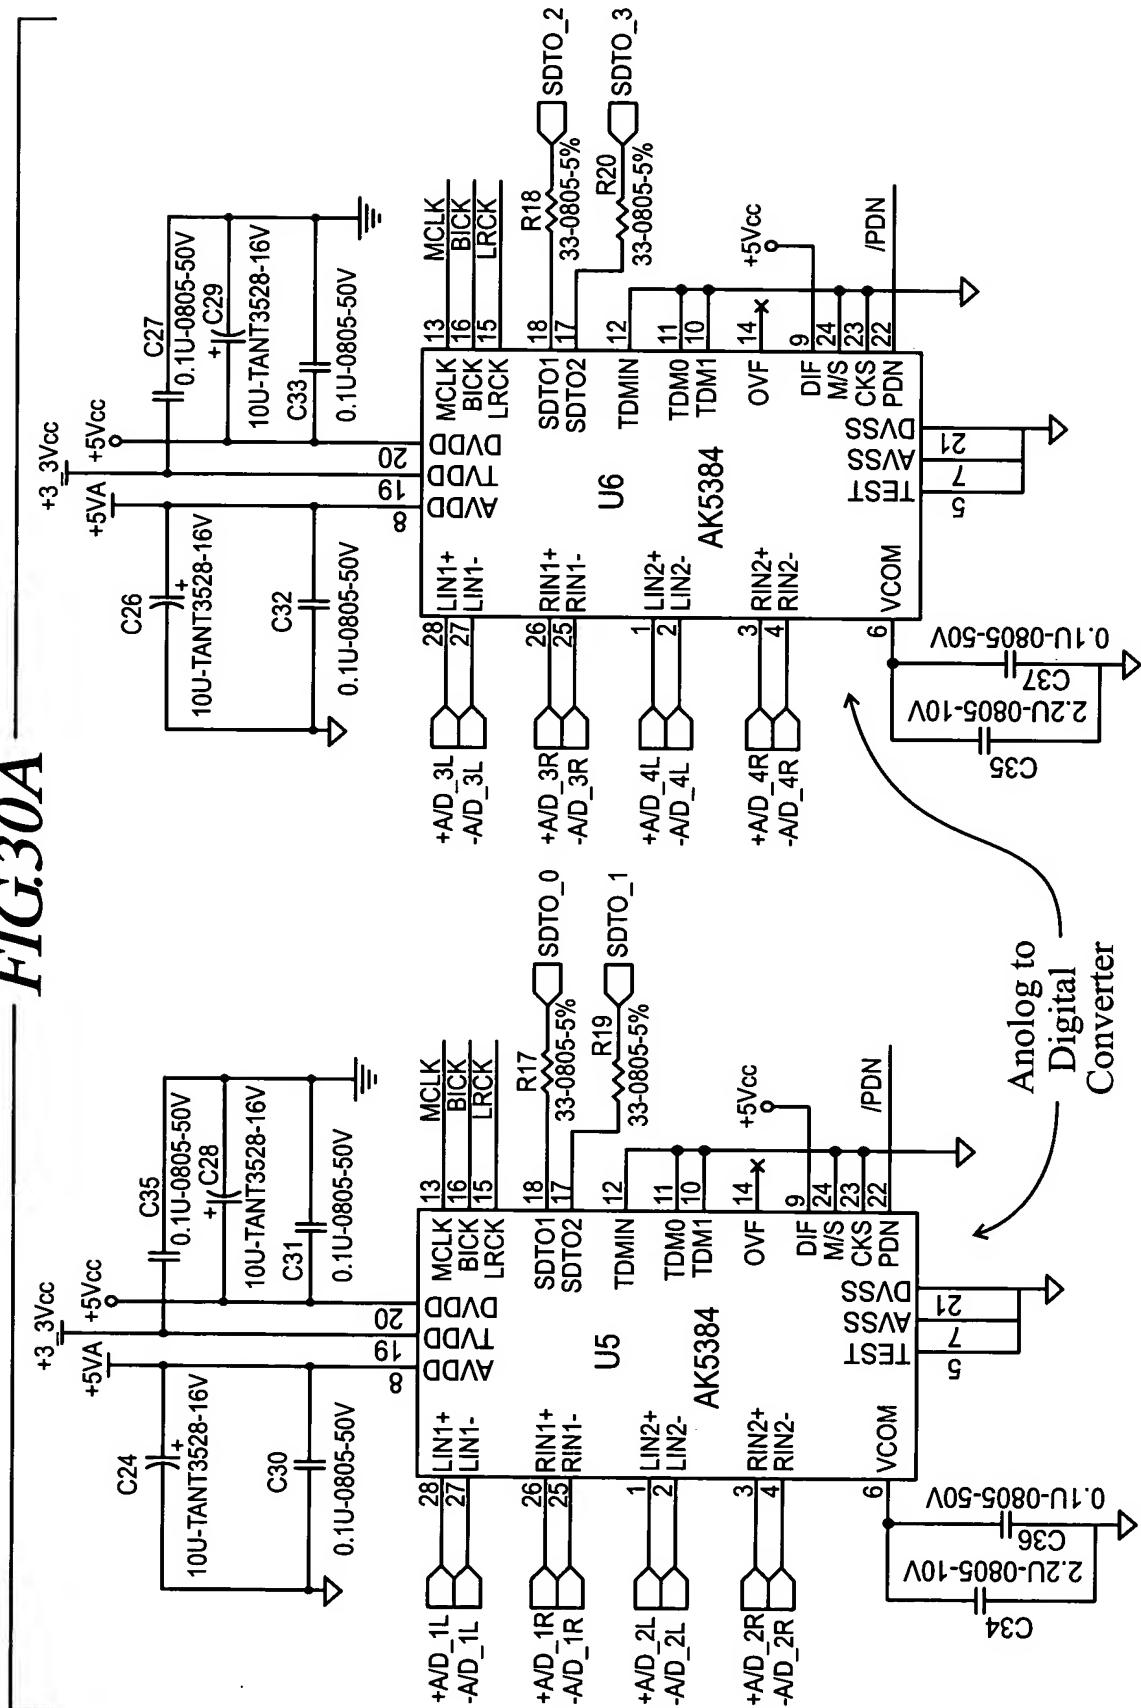 FIG.30A
+3_3Vcc
+5VA
+5Vcc
C35
0.1U-0805-50V
C28
+
10U-TANT3528-16V
C31
0.1U-0805-50V
C24
+
10U-TANT3528-16V
C30
0.1U-0805-50V
8
19
20
AVDD
TVDD
DVDD
+A/D_1L
-A/D_1L
28
27
LIN1+
LIN1-
+A/D_1R
-A/D_1R
26
25
RIN1+
RIN1-
+A/D_2L
-A/D_2L
1
2
LIN2+
LIN2-
+A/D_2R
-A/D_2R
3
4
RIN2+
RIN2-
6
VCOM
U5
AK5384
MCLK
BICK
LRCK
13
16
15
MCLK
BICK
LRCK
SDTO1
SDTO2
18
17
R17
33-0805-5%
SDTO_0
R19
33-0805-5%
SDTO_1
TDMIN
12
TDM0
TDM1
11
10
OVF
14
DIF
M/S
CKS
PDN
9
24
23
22
+5Vcc
/PDN
TEST
AVSS
DVSS
5
7
21
C34
2.2U-0805-10V
C36
0.1U-0805-50V
Anolog to
Digital
Converter
+3_3Vcc
+5VA
+5Vcc
C27
0.1U-0805-50V
C29
+
10U-TANT3528-16V
C33
0.1U-0805-50V
C26
+
10U-TANT3528-16V
C32
0.1U-0805-50V
8
19
20
AVDD
TVDD
DVDD
+A/D_3L
-A/D_3L
28
27
LIN1+
LIN1-
+A/D_3R
-A/D_3R
26
25
RIN1+
RIN1-
+A/D_4L
-A/D_4L
1
2
LIN2+
LIN2-
+A/D_4R
-A/D_4R
3
4
RIN2+
RIN2-
6
VCOM
U6
AK5384
MCLK
BICK
LRCK
13
16
15
MCLK
BICK
LRCK
SDTO1
SDTO2
18
17
R18
33-0805-5%
SDTO_2
R20
33-0805-5%
SDTO_3
TDMIN
12
TDM0
TDM1
11
10
OVF
14
DIF
M/S
CKS
PDN
9
24
23
22
+5Vcc
/PDN
TEST
AVSS
DVSS
5
7
21
C35
2.2U-0805-10V
C37
0.1U-0805-50V